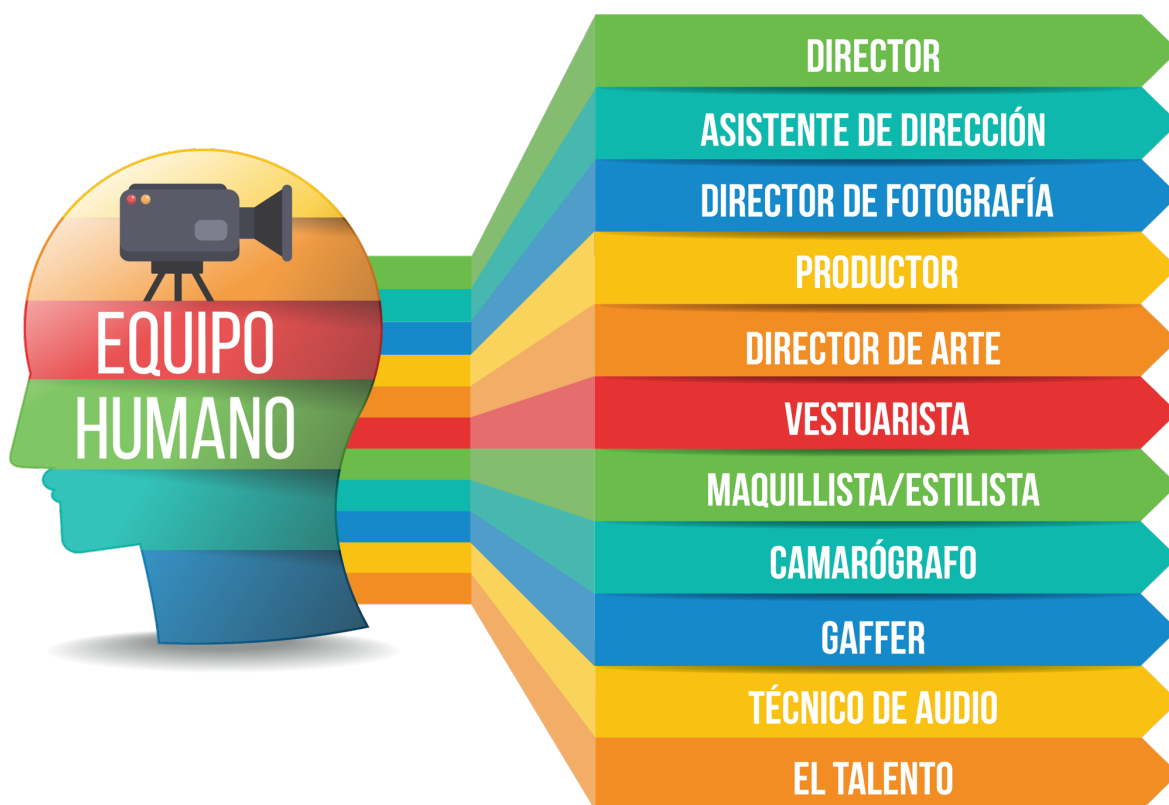 EQUIPO
HUMANO
DIRECTOR
ASISTENTE DE DIRECCIÓN
DIRECTOR DE FOTOGRAFÍA
PRODUCTOR
DIRECTOR DE ARTE
VESTUARISTA
MAQUILLISTA/ESTILISTA
CAMARÓGRAFO
GAFFER
TÉCNICO DE AUDIO
EL TALENTO